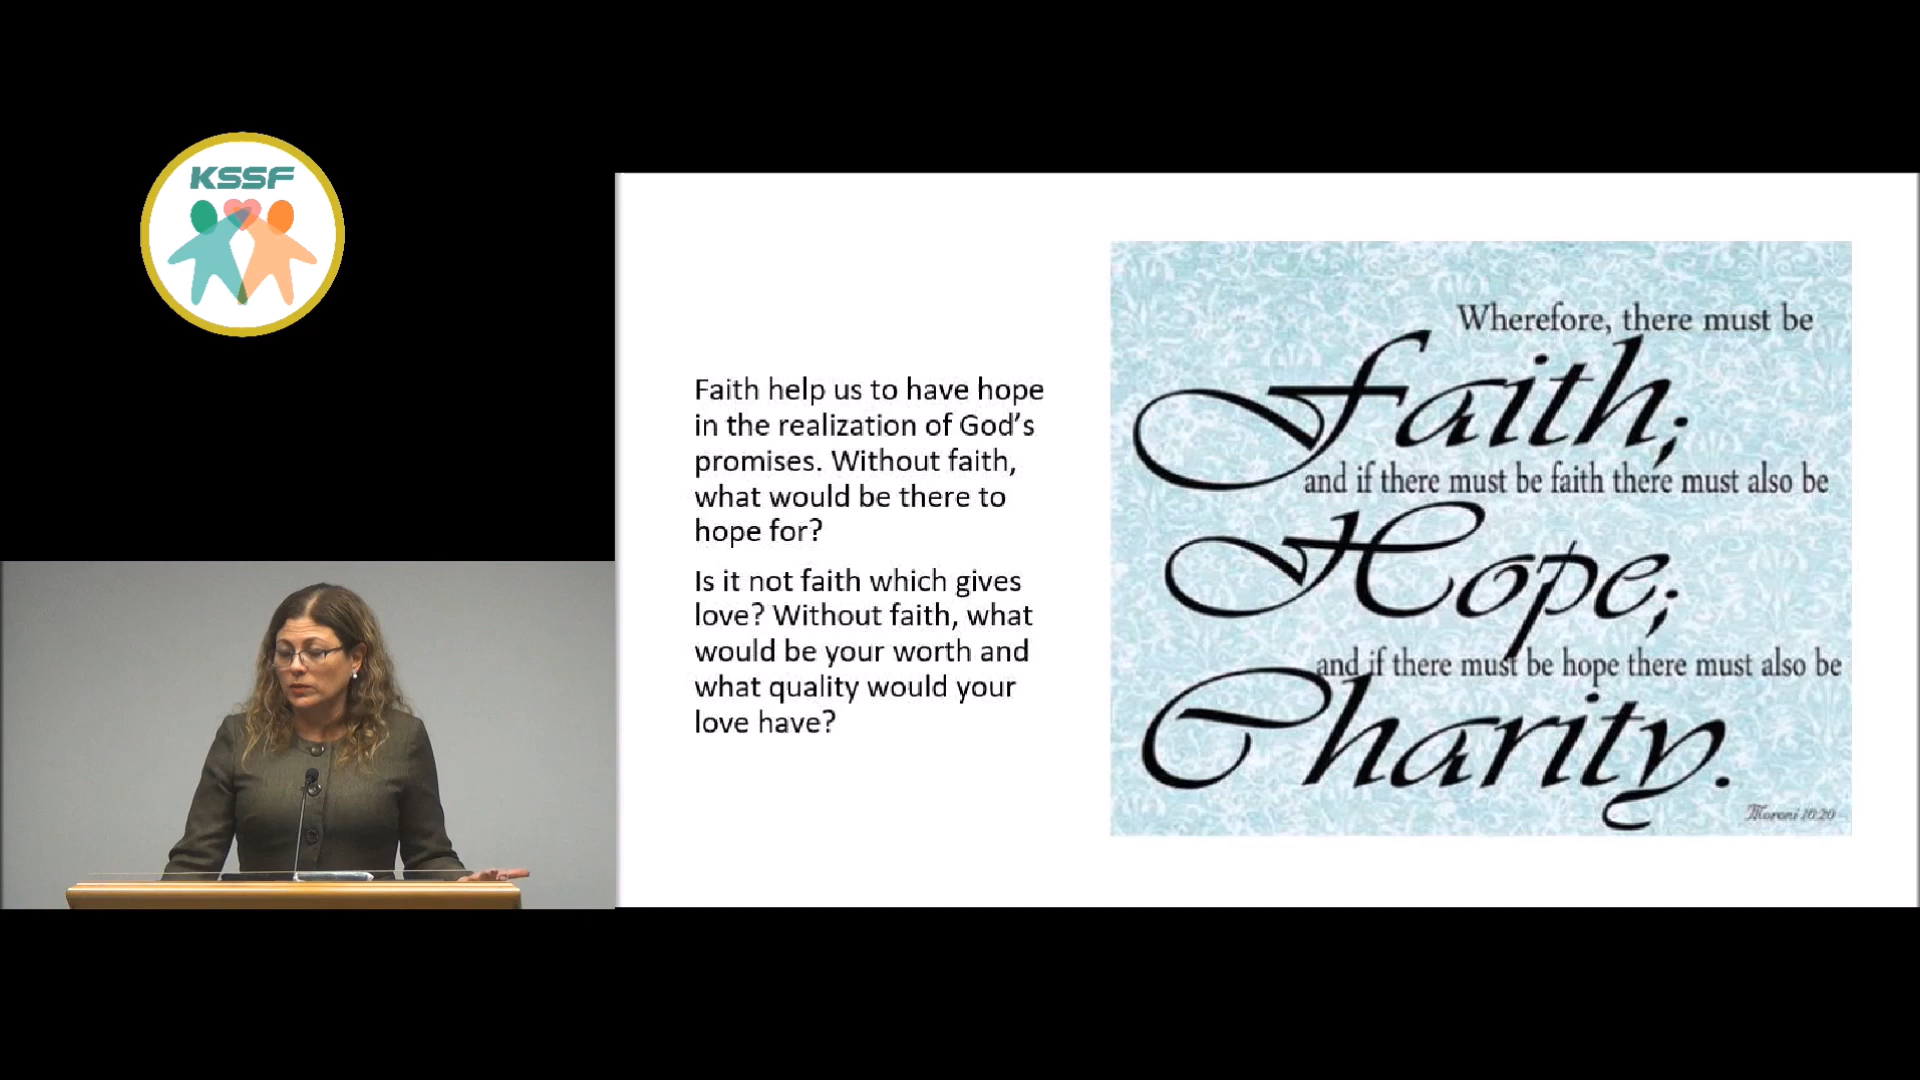 KSSF
Faith help us to have hope
in the realization of God's
promises. Without faith,
what would be there to
hope for?
Is it not faith which gives
love? Without faith, what
would be your worth and
what quality would your
love have?
Wherefore, there must be
Faith;
and if there must be faith there must also be
Hope;
and if there must be hope there must also be
Charity.
Moroni 10:20